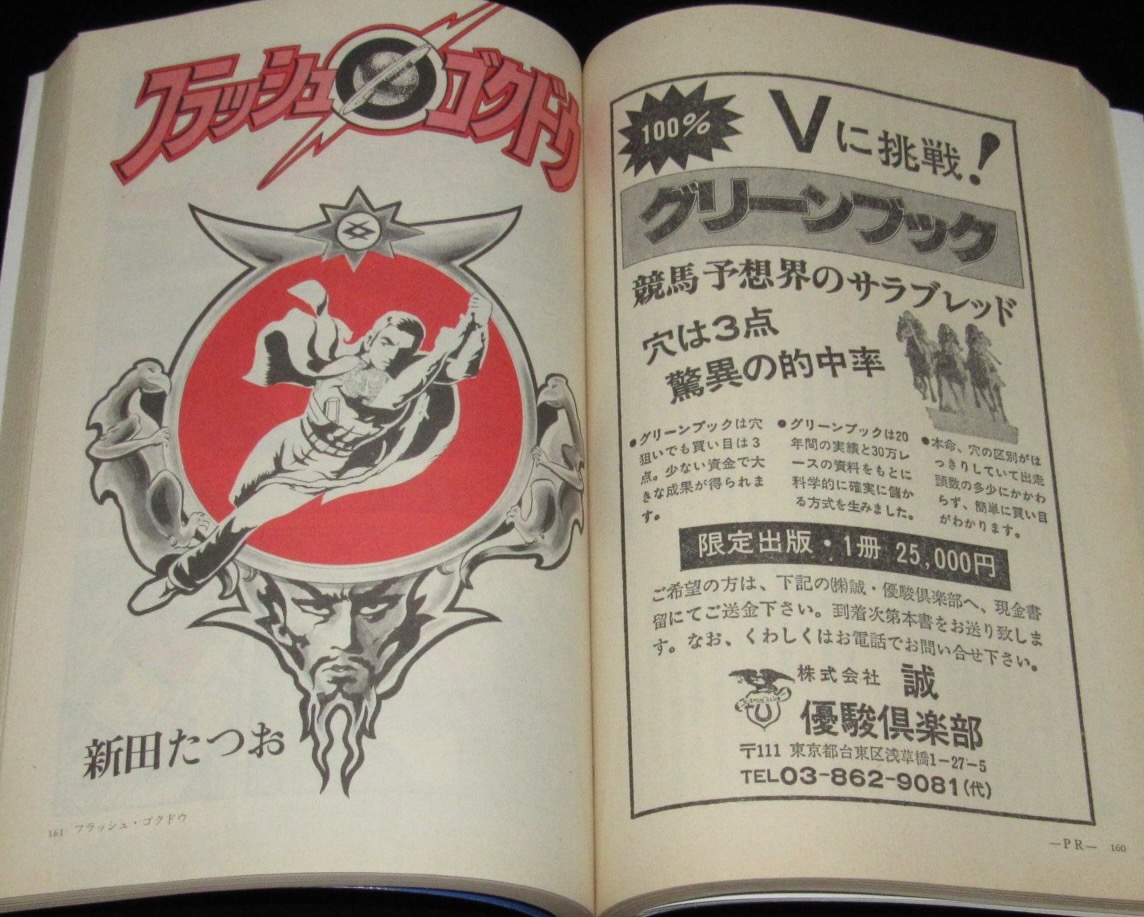 100%
Vに挑戦!
グリーンブック
競馬予想界のサラブレッド
穴は3点
驚異の的中率
●グリーンブックは穴
狙いでも買い目は3
点。少ない資金で大
きな成果が得られま
す。
●グリーンブックは20
年間の実績と30万レ
ースの資料をもとに
科学的に確実に儲か
る方式を生みました。
●本命、穴の区別がは
っきりしていて出走
頭数の多少にかかわ
らず、簡単に買い目
がわかります。
限定出版・1冊 25,000円
ご希望の方は、下記の㈱誠・優駿倶楽部へ、現金書
留にてご送金下さい。到着次第本書をお送り致しま
す。なお、くわしくはお電話でお問い合せ下さい。
株式会社 誠
優駿倶楽部
〒111 東京都台東区浅草橋1-27-5
TEL03-862-9081(代)
—PR— 160
フラッシュ ゴクドウ
新田たつお
161 フラッシュ・ゴクドウ